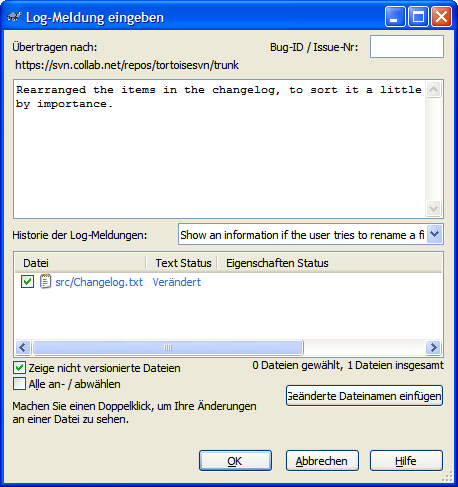 Log-Meldung eingeben
Übertragen nach:
Bug-ID / Issue-Nr:
https://svn.collab.net/repos/tortoisesvn/trunk
Rearranged the items in the changelog, to sort it a little
by importance.
Historie der Log-Meldungen:
Show an information if the user tries to rename a fi
Datei Text Status Eigenschaften Status
src/Changelog.txt Verändert
Zeige nicht versionierte Dateien
0 Dateien gewählt, 1 Dateien insgesamt
Alle an- / abwählen
Geänderte Dateinamen einfügen
Machen Sie einen Doppelklick, um Ihre Änderungen
an einer Datei zu sehen.
OK Abbrechen Hilfe